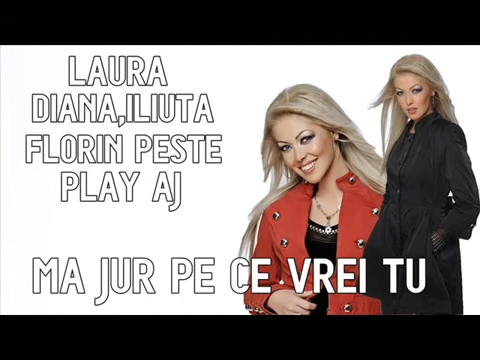 LAURA
DIANA,ILIUTA
FLORIN PESTE
PLAY AJ
MA JUR PE CE VREI TU